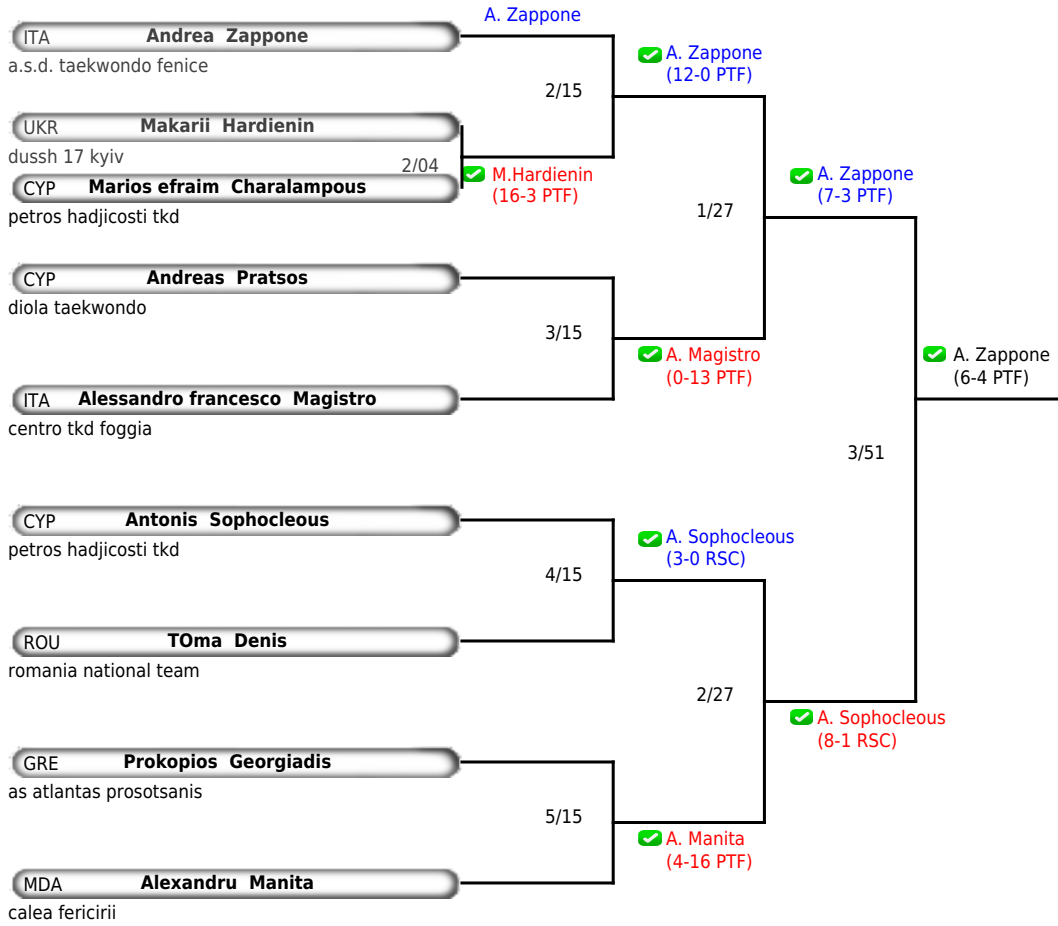 A. Zappone
ITA Andrea Zappone
a.s.d. taekwondo fenice
A. Zappone
(12-0 PTF)
2/15
UKR Makarii Hardienin
dussh 17 kyiv
2/04
M.Hardienin
(16-3 PTF)
CYP Marios efraim Charalampous
petros hadjicosti tkd
A. Zappone
(7-3 PTF)
1/27
CYP Andreas Pratsos
diola taekwondo
3/15
A. Magistro
(0-13 PTF)
ITA Alessandro francesco Magistro
centro tkd foggia
A. Zappone
(6-4 PTF)
3/51
CYP Antonis Sophocleous
petros hadjicosti tkd
A. Sophocleous
(3-0 RSC)
4/15
ROU TOma Denis
romania national team
2/27
A. Sophocleous
(8-1 RSC)
GRE Prokopios Georgiadis
as atlantas prosotsanis
5/15
A. Manita
(4-16 PTF)
MDA Alexandru Manita
calea fericirii